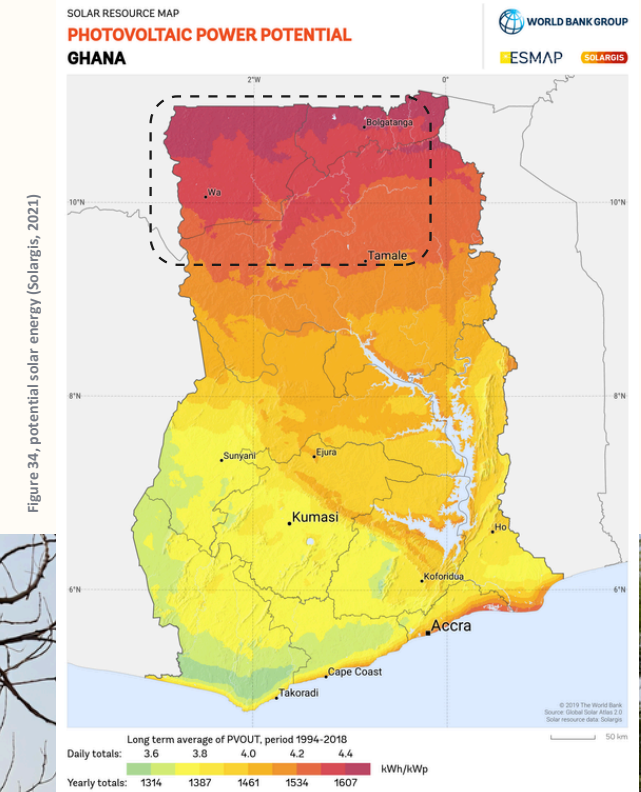 SOLAR RESOURCE MAP
PHOTOVOLTAIC POWER POTENTIAL
GHANA
WORLD BANK GROUP
ESMAP
SOLARGIS
2°W
0°
Bolgatanga
Wa
10°N
10°N
Tamale
8°N
8°N
Sunyani
Ejura
Kumasi
Ho
Koforidua
6°N
6°N
Accra
Cape Coast
Takoradi
© 2019 The World Bank
Source: Global Solar Atlas 2.0
Solar resource data: Solargis
50 km
Long term average of PVOUT, period 1994-2018
Daily totals: 3.6 3.8 4.0 4.2 4.4
kWh/kWp
Yearly totals: 1314 1387 1461 1534 1607
Figure 34, potential solar energy (Solargis, 2021)